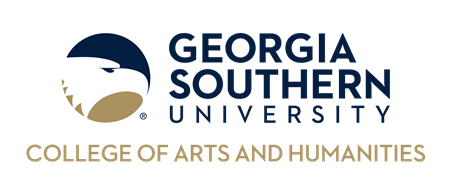 GEORGIA
SOUTHERN
UNIVERSITY
®
COLLEGE OF ARTS AND HUMANITIES